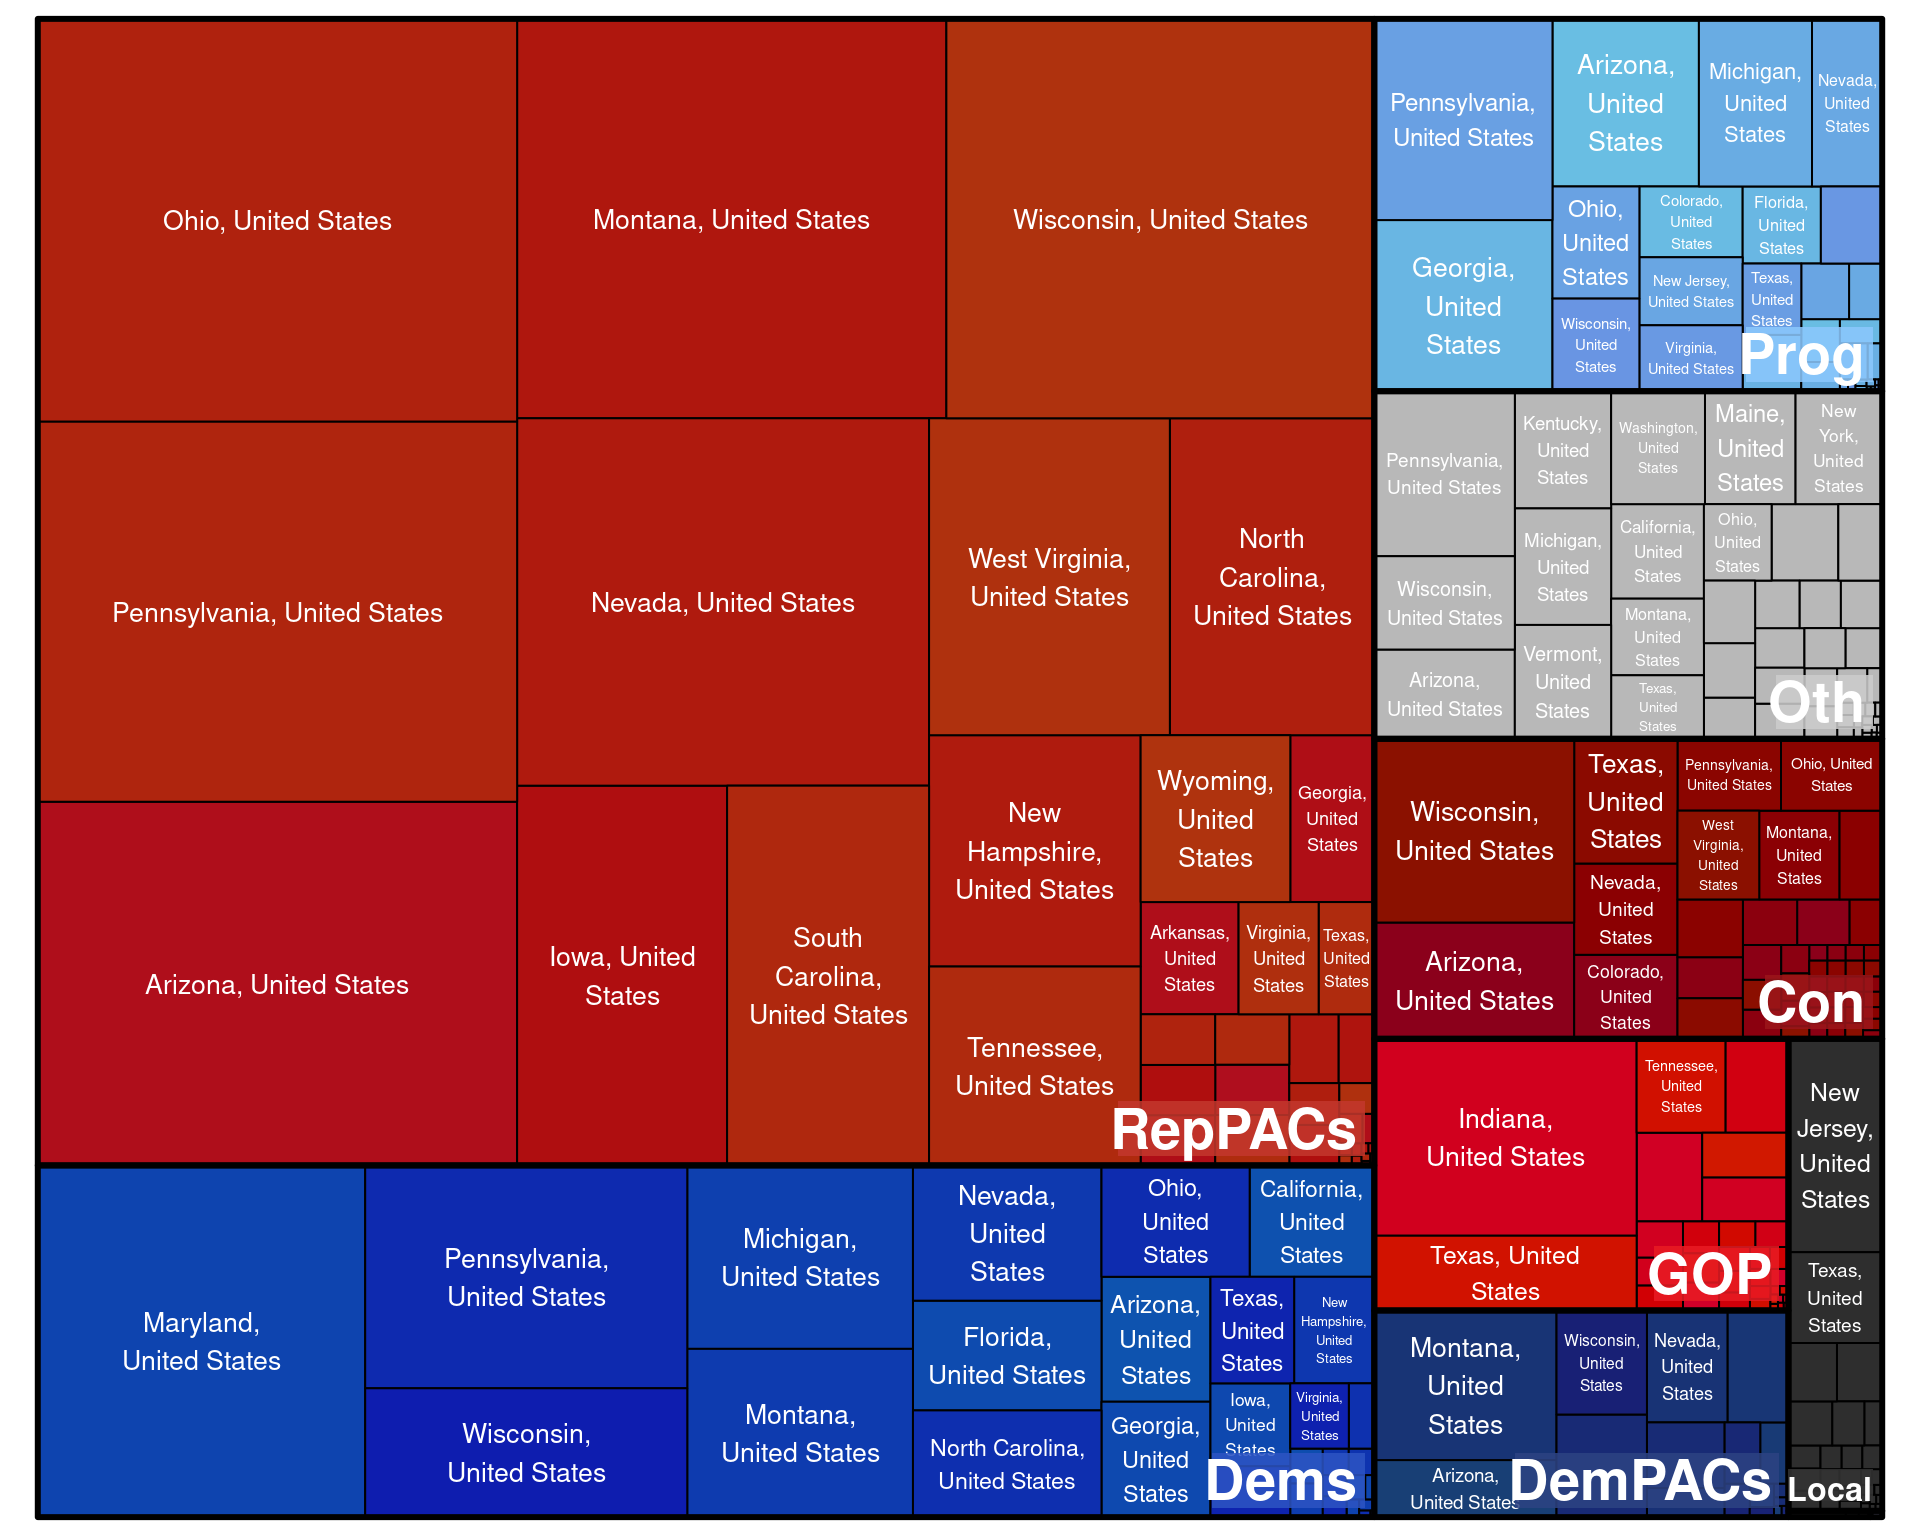 Ohio, United States
Montana, United States
Wisconsin, United States
Pennsylvania, United States
Nevada, United States
West Virginia,
United States
North
Carolina,
United States
Arizona, United States
Iowa, United
States
South
Carolina,
United States
New
Hampshire,
United States
Wyoming,
United
States
Georgia,
United
States
Arkansas,
United
States
Virginia,
United
States
Texas,
United
States
Tennessee,
United States
RepPACs
Maryland,
United States
Pennsylvania,
United States
Wisconsin,
United States
Michigan,
United States
Montana,
United States
Nevada,
United
States
Florida,
United States
North Carolina,
United States
Ohio,
United
States
California,
United
States
Arizona,
United
States
Georgia,
United
States
Texas,
United
States
New
Hampshire,
United
States
Iowa,
United
States
Virginia,
United
States
Dems
Pennsylvania,
United States
Georgia,
United
States
Arizona,
United
States
Michigan,
United
States
Nevada,
United
States
Ohio,
United
States
Wisconsin,
United
States
Colorado,
United
States
New Jersey,
United States
Virginia,
United States
Florida,
United
States
Texas,
United
States
Prog
Pennsylvania,
United States
Wisconsin,
United States
Arizona,
United States
Kentucky,
United
States
Michigan,
United
States
Vermont,
United
States
Washington,
United
States
California,
United
States
Montana,
United
States
Texas,
United
States
Maine,
United
States
New
York,
United
States
Ohio,
United
States
Oth
Wisconsin,
United States
Arizona,
United States
Texas,
United
States
Nevada,
United
States
Colorado,
United
States
Pennsylvania,
United States
Ohio, United
States
West
Virginia,
United
States
Montana,
United
States
Con
Indiana,
United States
Texas, United
States
Tennessee,
United
States
GOP
Montana,
United
States
Arizona,
United States
Wisconsin,
United
States
Nevada,
United
States
DemPACs
New
Jersey,
United
States
Texas,
United
States
Local